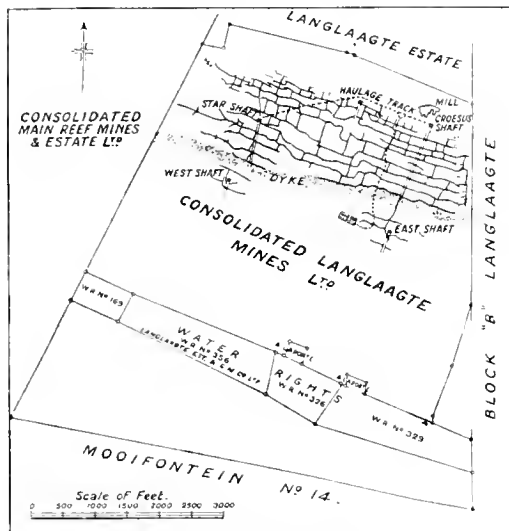 LANGLAAGTE ESTATE
CONSOLIDATED
MAIN REEF MINES
& ESTATE LTD
HAULAGE TRACK
MILL
CROESUS
SHAFT
STAR SHAFT
DYKE
WEST SHAFT
EAST SHAFT
CONSOLIDATED LANGLAAGTE
MINES LTD
BLOCK "B" LANGLAAGTE
W.R. No 169
WATER
W.R. No 356
LANGLAAGTE EST. & G.M. Co LTD
RIGHTS
W.R. No 326
W.R. No 329
MOOIFONTEIN No 14.
Scale of Feet.
0 500 1000 1500 2000 2500 3000